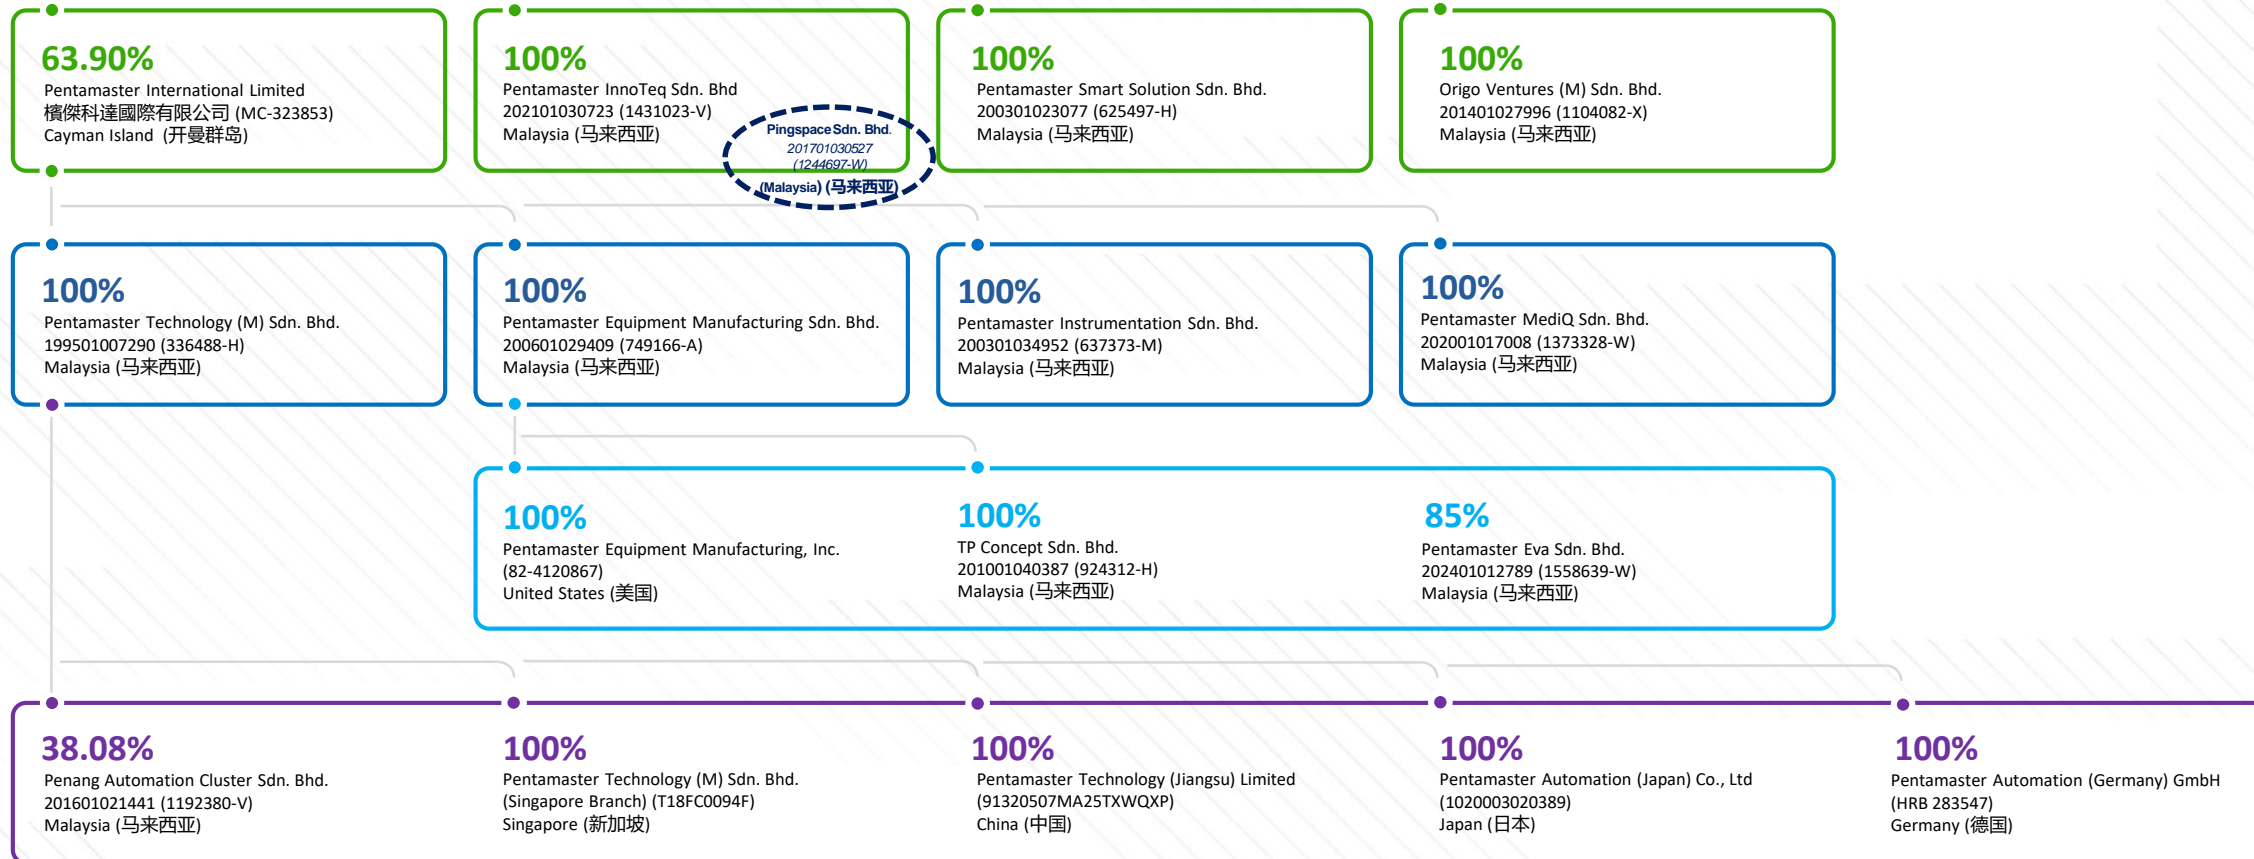 63.90%
Pentamaster International Limited
檳傑科達國際有限公司 (MC-323853)
Cayman Island (开曼群岛)
100%
Pentamaster InnoTeq Sdn. Bhd
202101030723 (1431023-V)
Malaysia (马来西亚)
Pingspace Sdn. Bhd.
201701030527
(1244697-W)
(Malaysia) (马来西亚)
100%
Pentamaster Smart Solution Sdn. Bhd.
200301023077 (625497-H)
Malaysia (马来西亚)
100%
Origo Ventures (M) Sdn. Bhd.
201401027996 (1104082-X)
Malaysia (马来西亚)
100%
Pentamaster Technology (M) Sdn. Bhd.
199501007290 (336488-H)
Malaysia (马来西亚)
100%
Pentamaster Equipment Manufacturing Sdn. Bhd.
200601029409 (749166-A)
Malaysia (马来西亚)
100%
Pentamaster Instrumentation Sdn. Bhd.
200301034952 (637373-M)
Malaysia (马来西亚)
100%
Pentamaster MediQ Sdn. Bhd.
202001017008 (1373328-W)
Malaysia (马来西亚)
100%
Pentamaster Equipment Manufacturing, Inc.
(82-4120867)
United States (美国)
100%
TP Concept Sdn. Bhd.
201001040387 (924312-H)
Malaysia (马来西亚)
85%
Pentamaster Eva Sdn. Bhd.
202401012789 (1558639-W)
Malaysia (马来西亚)
38.08%
Penang Automation Cluster Sdn. Bhd.
201601021441 (1192380-V)
Malaysia (马来西亚)
100%
Pentamaster Technology (M) Sdn. Bhd.
(Singapore Branch) (T18FC0094F)
Singapore (新加坡)
100%
Pentamaster Technology (Jiangsu) Limited
(91320507MA25TXWQXP)
China (中国)
100%
Pentamaster Automation (Japan) Co., Ltd
(1020003020389)
Japan (日本)
100%
Pentamaster Automation (Germany) GmbH
(HRB 283547)
Germany (德国)